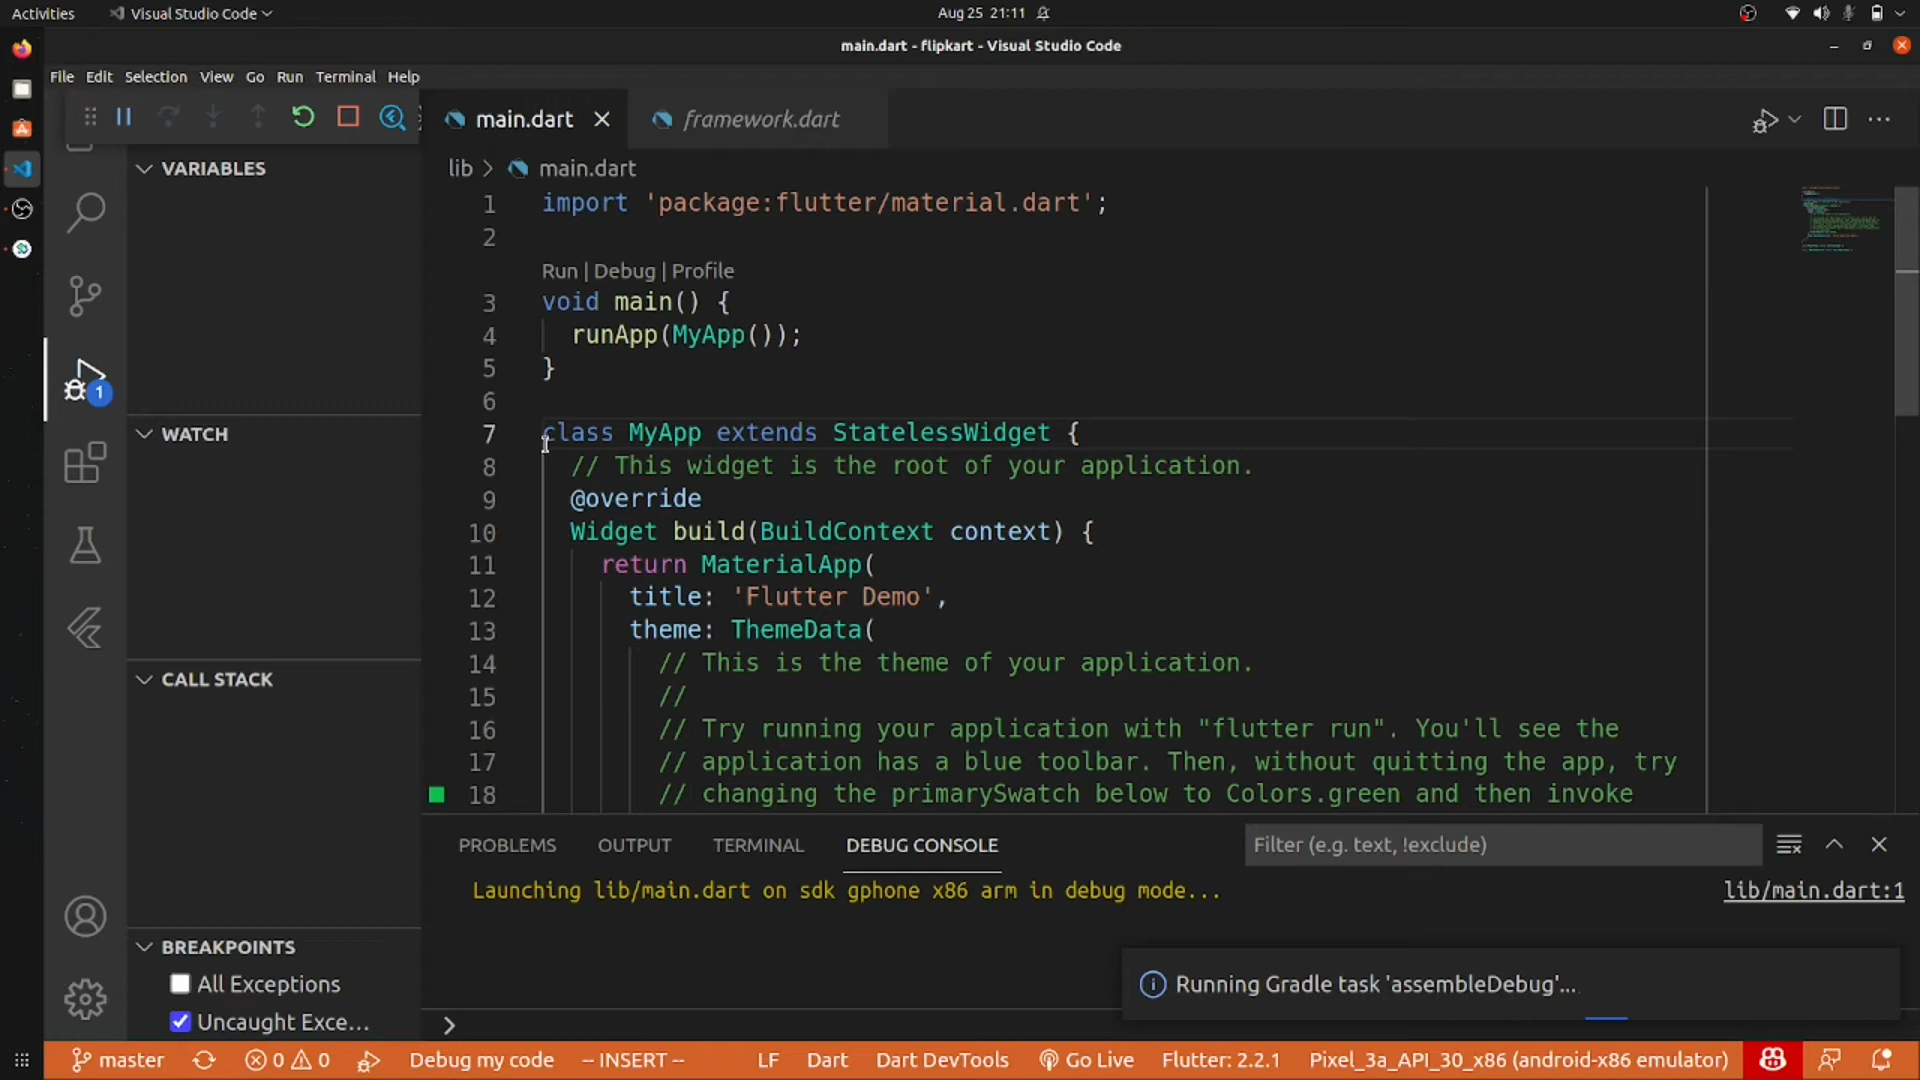 Activities
Visual Studio Code
Aug 25 21:11
main.dart - flipkart - Visual Studio Code
File Edit Selection View Go Run Terminal Help
main.dart
framework.dart
VARIABLES
lib > main.dart
1 import 'package:flutter/material.dart';
2
Run | Debug | Profile
3 void main() {
4 runApp(MyApp());
5 }
6
7 class MyApp extends StatelessWidget {
8 // This widget is the root of your application.
9 @override
10 Widget build(BuildContext context) {
11 return MaterialApp(
12 title: 'Flutter Demo',
13 theme: ThemeData(
14 // This is the theme of your application.
15 //
16 // Try running your application with "flutter run". You'll see the
17 // application has a blue toolbar. Then, without quitting the app, try
18 // changing the primarySwatch below to Colors.green and then invoke
1
WATCH
CALL STACK
BREAKPOINTS
All Exceptions
Uncaught Exce...
PROBLEMS OUTPUT TERMINAL DEBUG CONSOLE
Filter (e.g. text, !exclude)
Launching lib/main.dart on sdk gphone x86 arm in debug mode...
lib/main.dart:1
Running Gradle task 'assembleDebug'...
>
master 0 0 Debug my code -- INSERT -- LF Dart Dart DevTools Go Live Flutter: 2.2.1 Pixel_3a_API_30_x86 (android-x86 emulator)